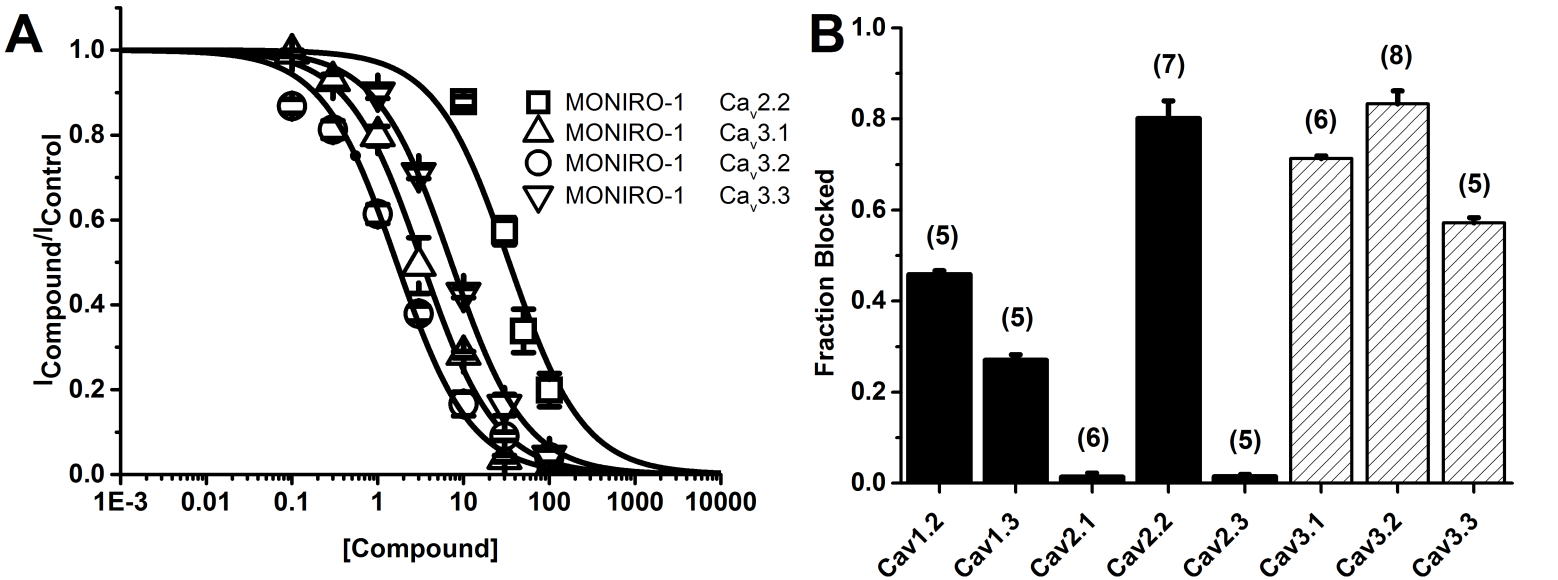 A
1.0
0.8
0.6
0.4
0.2
0.0
ICompound/IControl
1E-3 0.01 0.1 1 10 100 1000 10000
[Compound]
MONIRO-1 Cav2.2
MONIRO-1 Cav3.1
MONIRO-1 Cav3.2
MONIRO-1 Cav3.3
B
1.0
0.8
0.6
0.4
0.2
0.0
Fraction Blocked
(5)
(5)
(6)
(7)
(5)
(6)
(8)
(5)
Cav1.2
Cav1.3
Cav2.1
Cav2.2
Cav2.3
Cav3.1
Cav3.2
Cav3.3